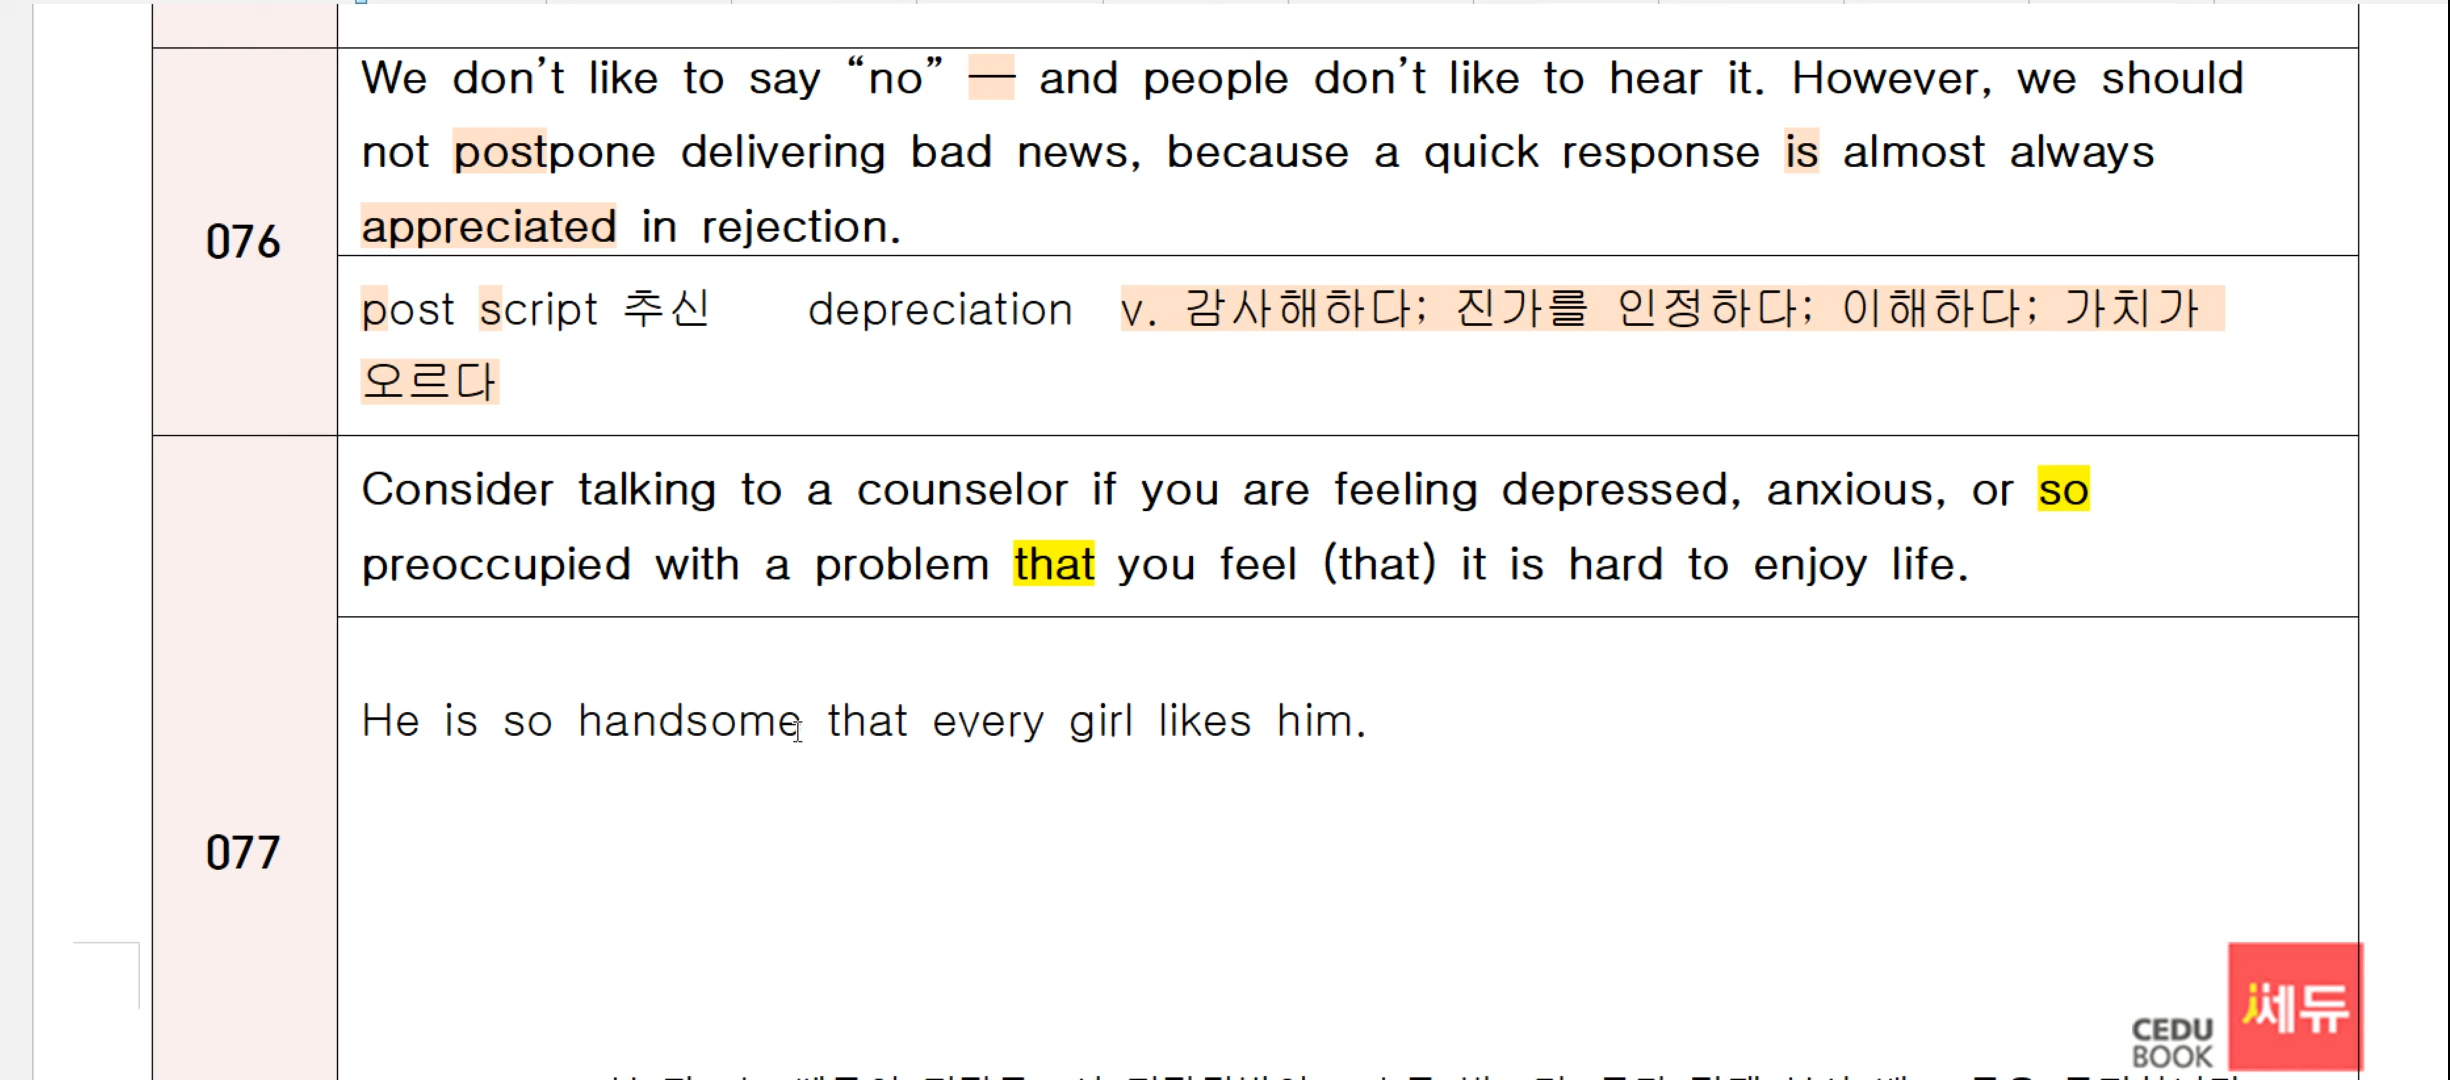 We don’t like to say “no” — and people don’t like to hear it. However, we should
not postpone delivering bad news, because a quick response is almost always
appreciated in rejection.
076
post script 추신 depreciation v. 감사해하다; 진가를 인정하다; 이해하다; 가치가
오르다
Consider talking to a counselor if you are feeling depressed, anxious, or so
preoccupied with a problem that you feel (that) it is hard to enjoy life.
He is so handsome that every girl likes him.
077
CEDU
BOOK
쎄듀